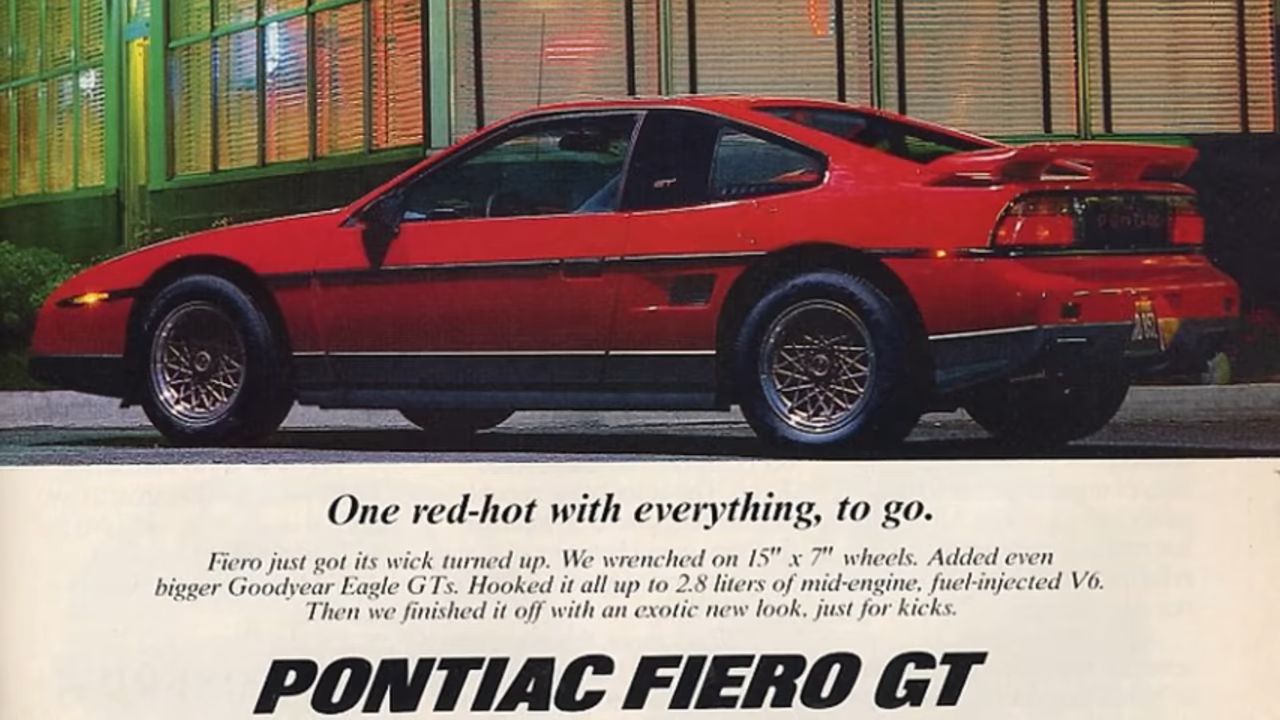 GT
PONTIAC
One red-hot with everything, to go.
Fiero just got its wick turned up. We wrenched on 15" x 7" wheels. Added even
bigger Goodyear Eagle GTs. Hooked it all up to 2.8 liters of mid-engine, fuel-injected V6.
Then we finished it off with an exotic new look, just for kicks.
PONTIAC FIERO GT